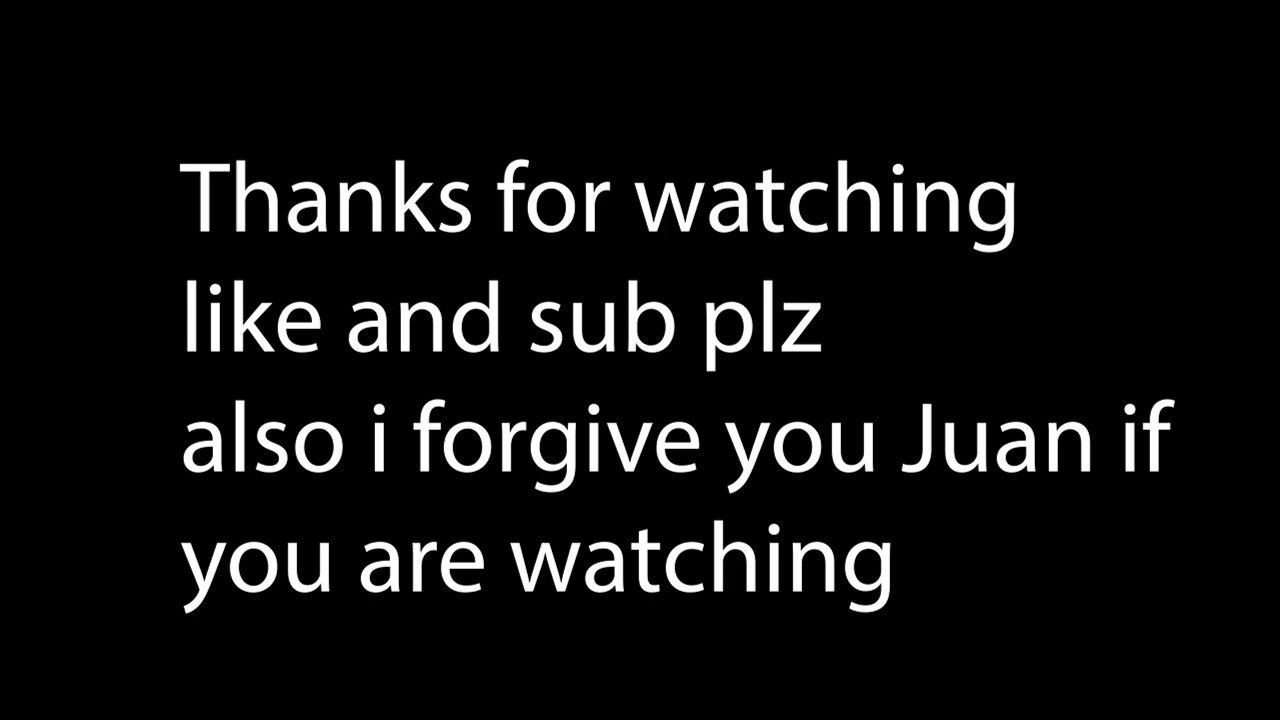 Thanks for watching
like and sub plz
also i forgive you Juan if
you are watching